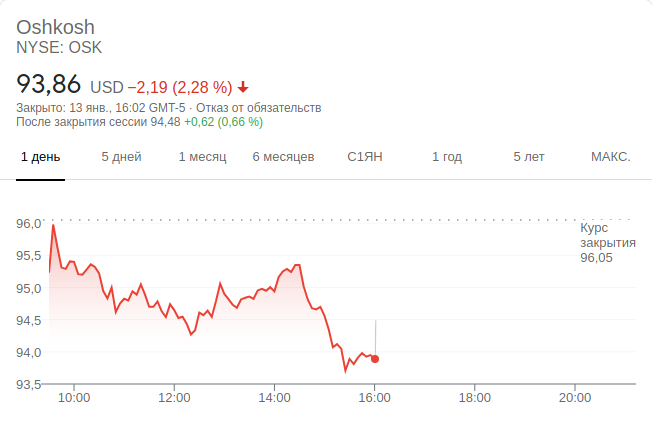 Oshkosh
NYSE: OSK
93,86 USD −2,19 (2,28 %)
Закрыто: 13 янв., 16:02 GMT-5 · Отказ от обязательств
После закрытия сессии 94,48 +0,62 (0,66 %)
1 день 5 дней 1 месяц 6 месяцев С1ЯН 1 год 5 лет МАКС.
96,0
Курс
закрытия
96,05
95,5
95,0
94,5
94,0
93,5
10:00 12:00 14:00 16:00 18:00 20:00